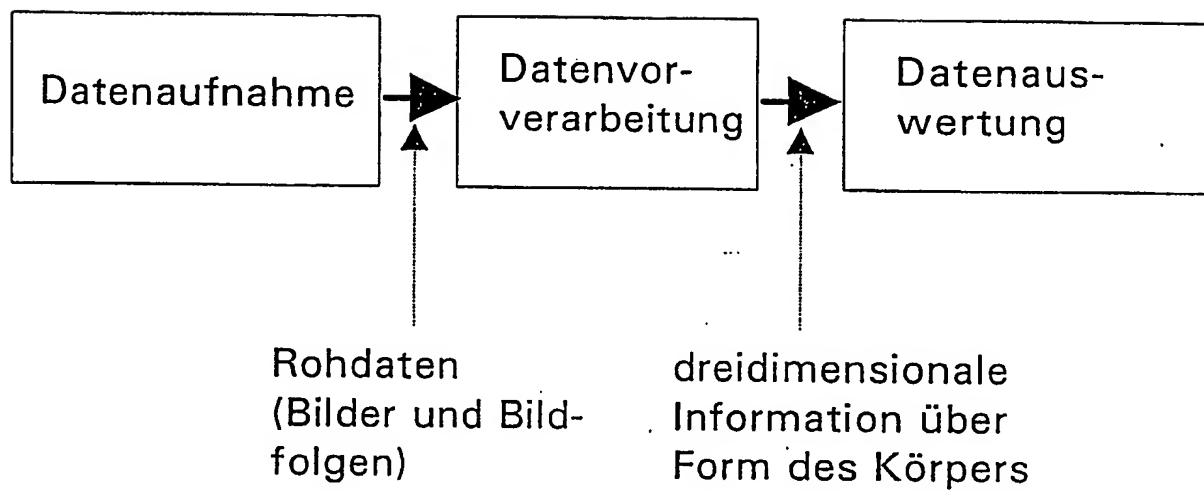 Datenaufnahme
Datenvor-
verarbeitung
Datenaus-
wertung
Rohdaten
(Bilder und Bild-
folgen)
dreidimensionale
Information über
Form des Körpers